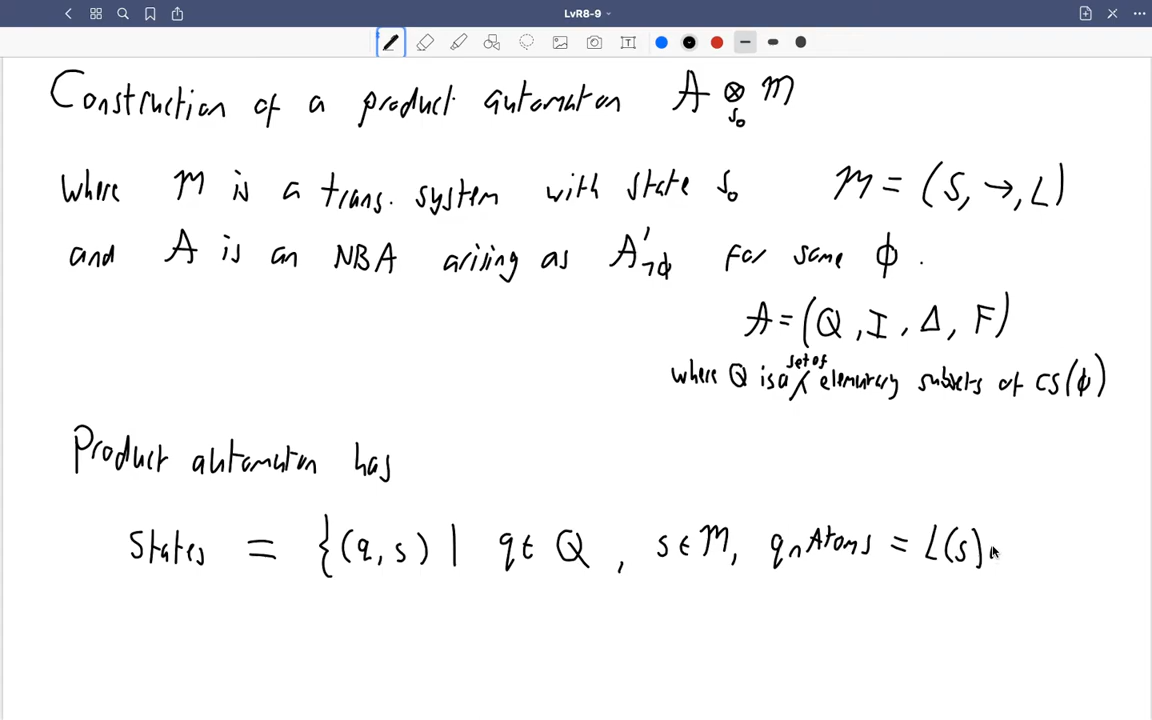 LvR8-9
Construction of a product automaton A ⊗ M
s₀
where M is a trans. system with state s₀ M = (S, →, L)
and A is an NBA arising as A'¬ϕ for some ϕ .
A = (Q, I, Δ, F)
set of
where Q is a elementary subsets of cs(ϕ)
Product automaton has
States = {(q, s) | q ∈ Q , s ∈ M, q ∩ Atoms = L(s)